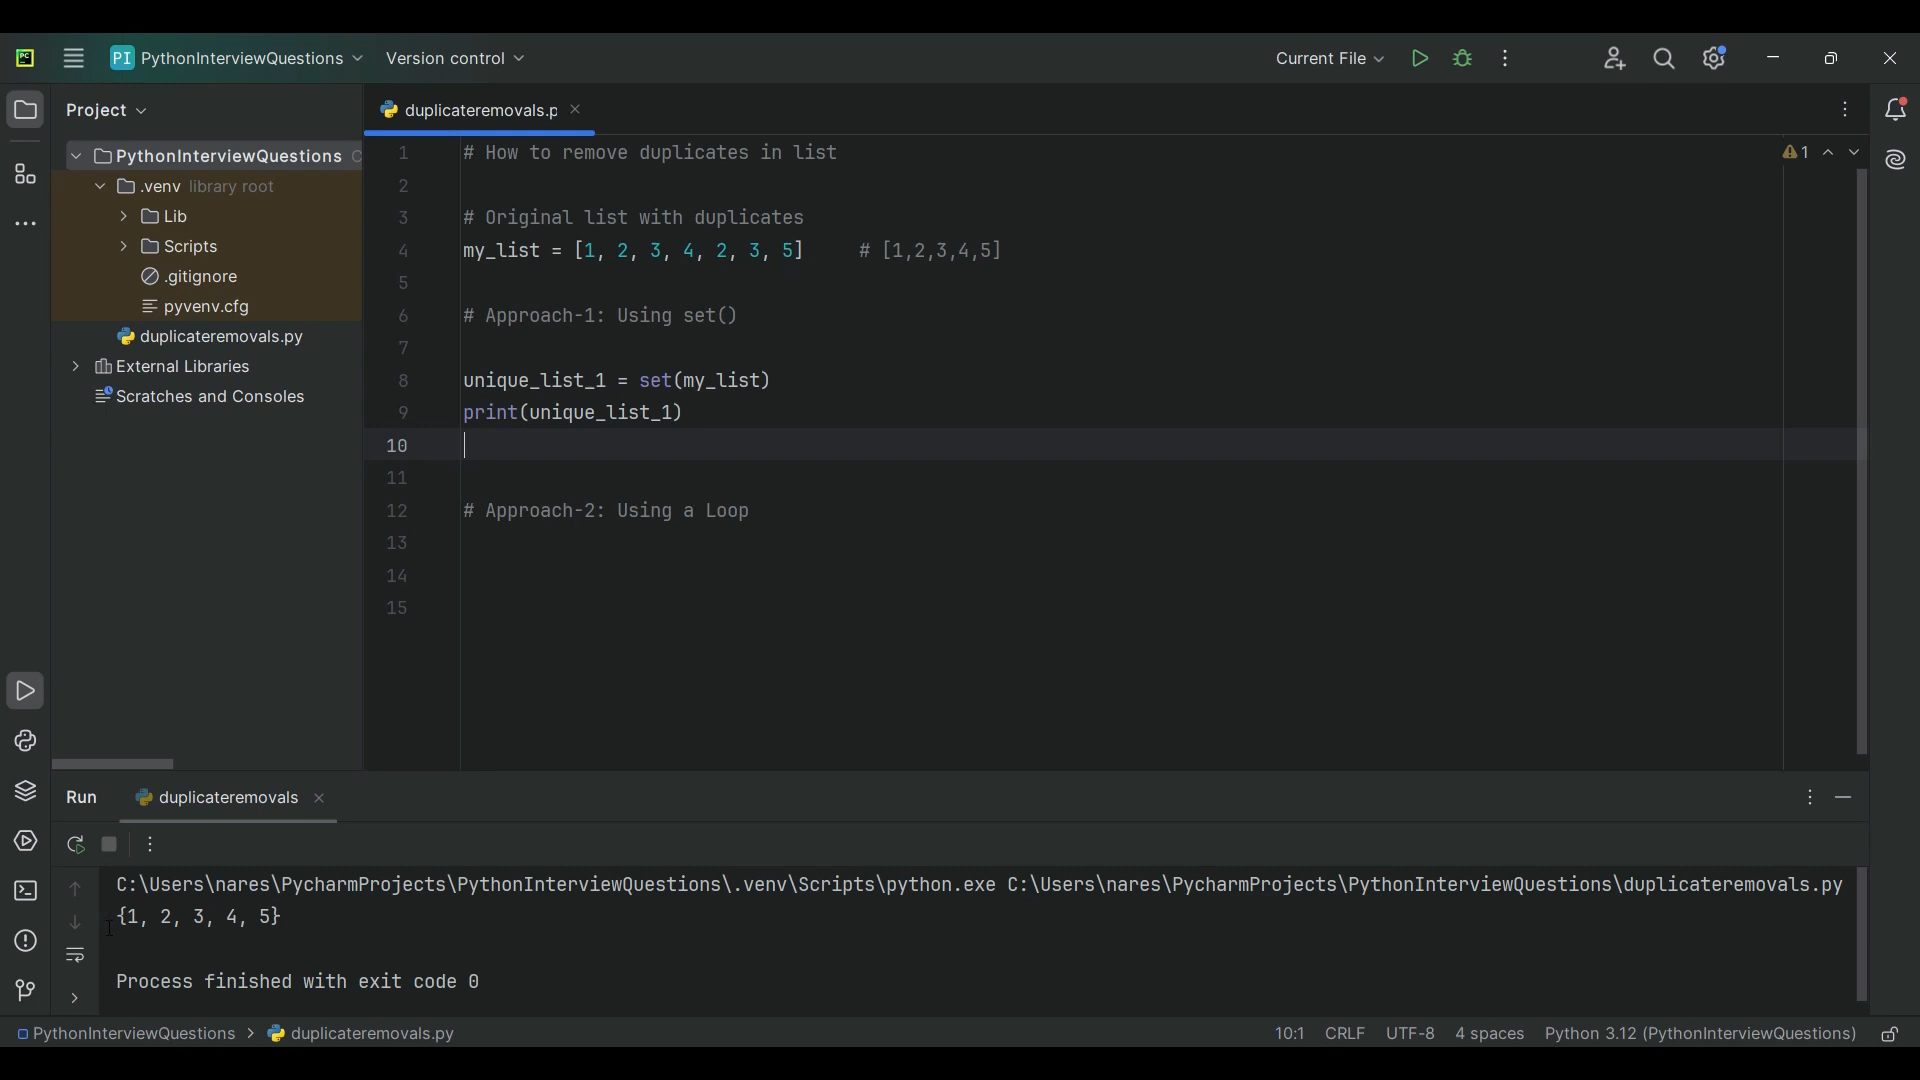 PC
PI PythonInterviewQuestions
Version control
Current File
Project
duplicateremovals.p
PythonInterviewQuestions
.venv library root
Lib
Scripts
.gitignore
pyvenv.cfg
duplicateremovals.py
External Libraries
Scratches and Consoles
1 # How to remove duplicates in list
1
2
3 # Original list with duplicates
4 my_list = [1, 2, 3, 4, 2, 3, 5] # [1,2,3,4,5]
5
6 # Approach-1: Using set()
7
8 unique_list_1 = set(my_list)
9 print(unique_list_1)
10
11
12 # Approach-2: Using a Loop
13
14
15
Run duplicateremovals
C:\Users\nares\PycharmProjects\PythonInterviewQuestions\.venv\Scripts\python.exe C:\Users\nares\PycharmProjects\PythonInterviewQuestions\duplicateremovals.py
{1, 2, 3, 4, 5}
Process finished with exit code 0
PythonInterviewQuestions > duplicateremovals.py
10:1 CRLF UTF-8 4 spaces Python 3.12 (PythonInterviewQuestions)